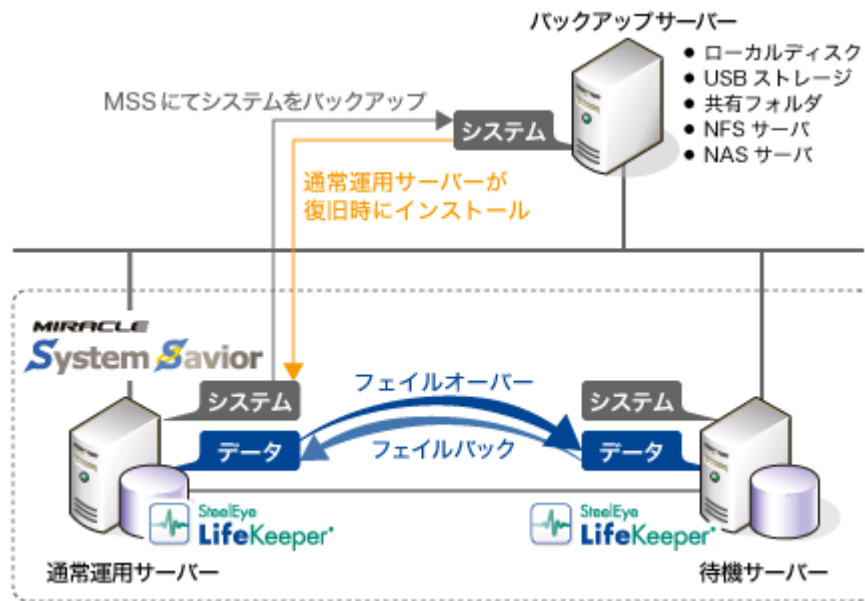 バックアップサーバー
● ローカルディスク
● USB ストレージ
● 共有フォルダ
● NFS サーバ
● NAS サーバ
MSSにてシステムをバックアップ
システム
通常運用サーバーが
復旧時にインストール
MIRACLE
System Savior
システム
フェイルオーバー
システム
データ
フェイルバック
データ
SteelEye
LifeKeeper
SteelEye
LifeKeeper
通常運用サーバー
待機サーバー